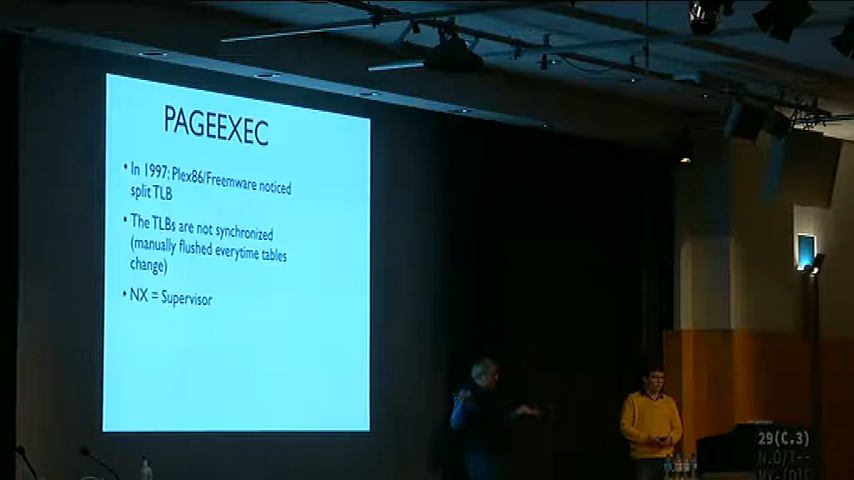 PAGEEXEC
• In 1997: Plex86/Freemware noticed
split TLB
• The TLBs are not synchronized
(manually flushed everytime tables
change)
• NX = Supervisor
29(C.3)
N.O/T--